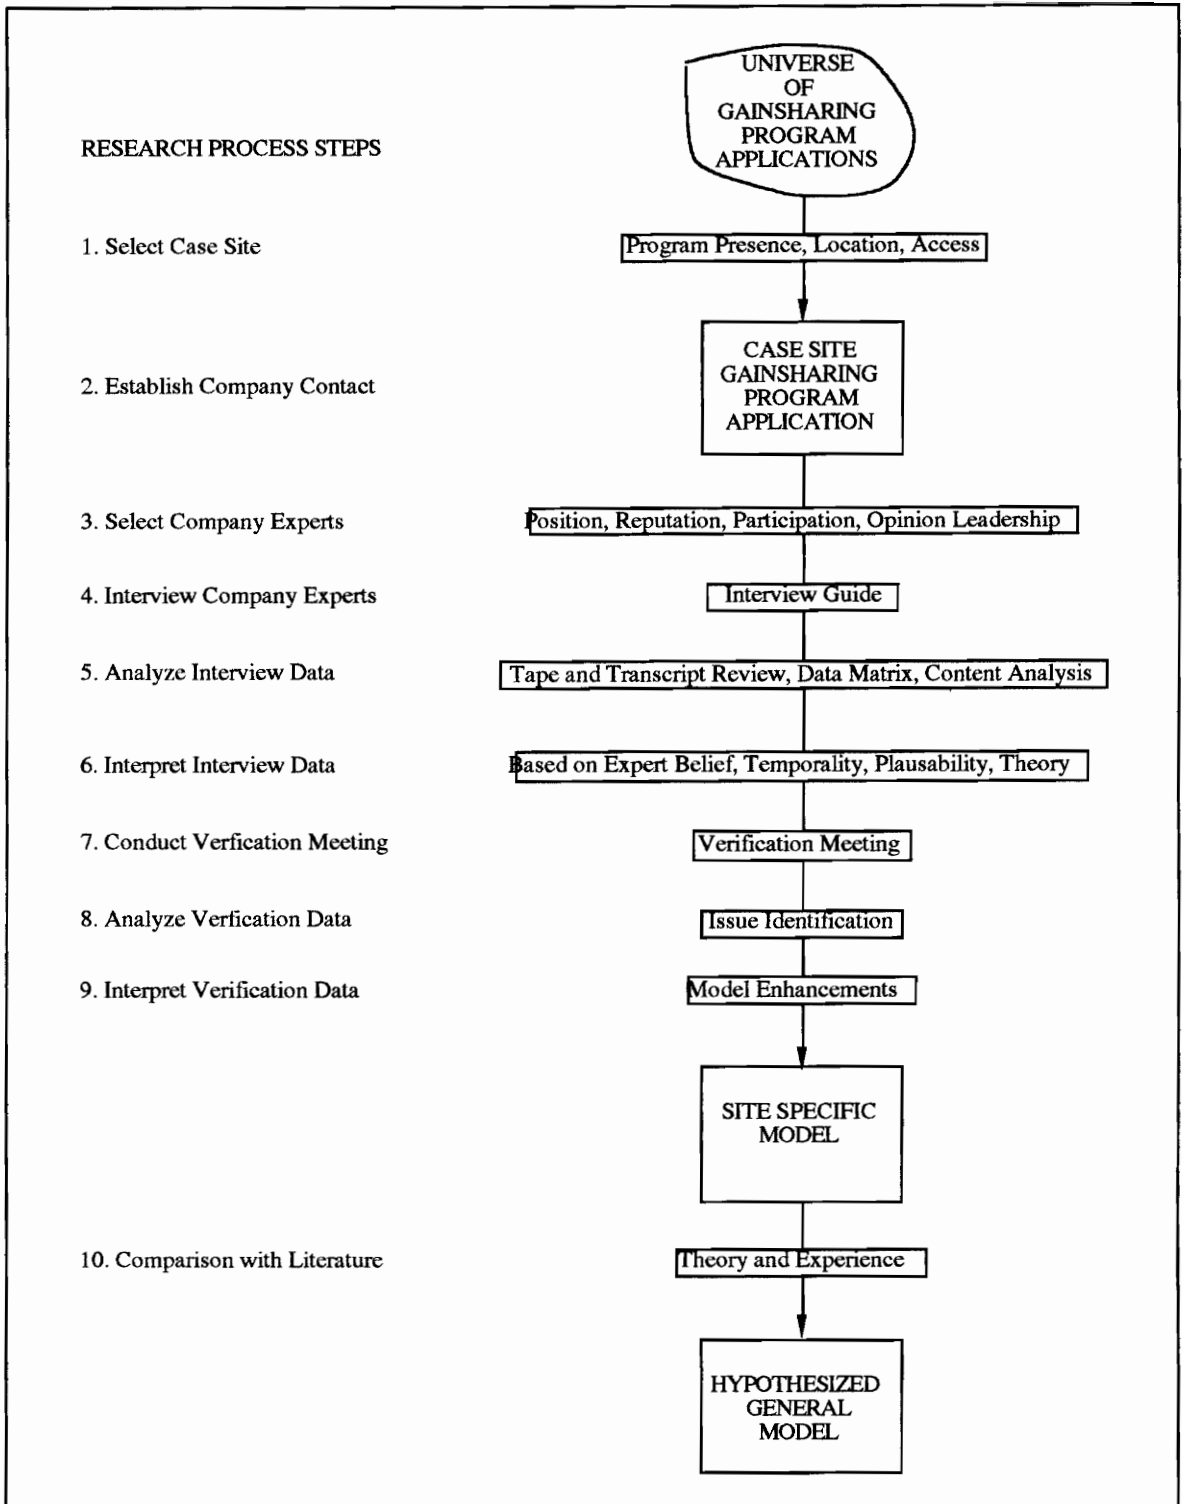 UNIVERSE
OF
GAINSHARING
PROGRAM
APPLICATIONS
RESEARCH PROCESS STEPS
1. Select Case Site
Program Presence, Location, Access
CASE SITE
GAINSHARING
PROGRAM
APPLICATION
2. Establish Company Contact
3. Select Company Experts
Position, Reputation, Participation, Opinion Leadership
4. Interview Company Experts
Interview Guide
5. Analyze Interview Data
Tape and Transcript Review, Data Matrix, Content Analysis
6. Interpret Interview Data
Based on Expert Belief, Temporality, Plausability, Theory
7. Conduct Verfication Meeting
Verification Meeting
8. Analyze Verfication Data
Issue Identification
9. Interpret Verification Data
Model Enhancements
SITE SPECIFIC
MODEL
10. Comparison with Literature
Theory and Experience
HYPOTHESIZED
GENERAL
MODEL